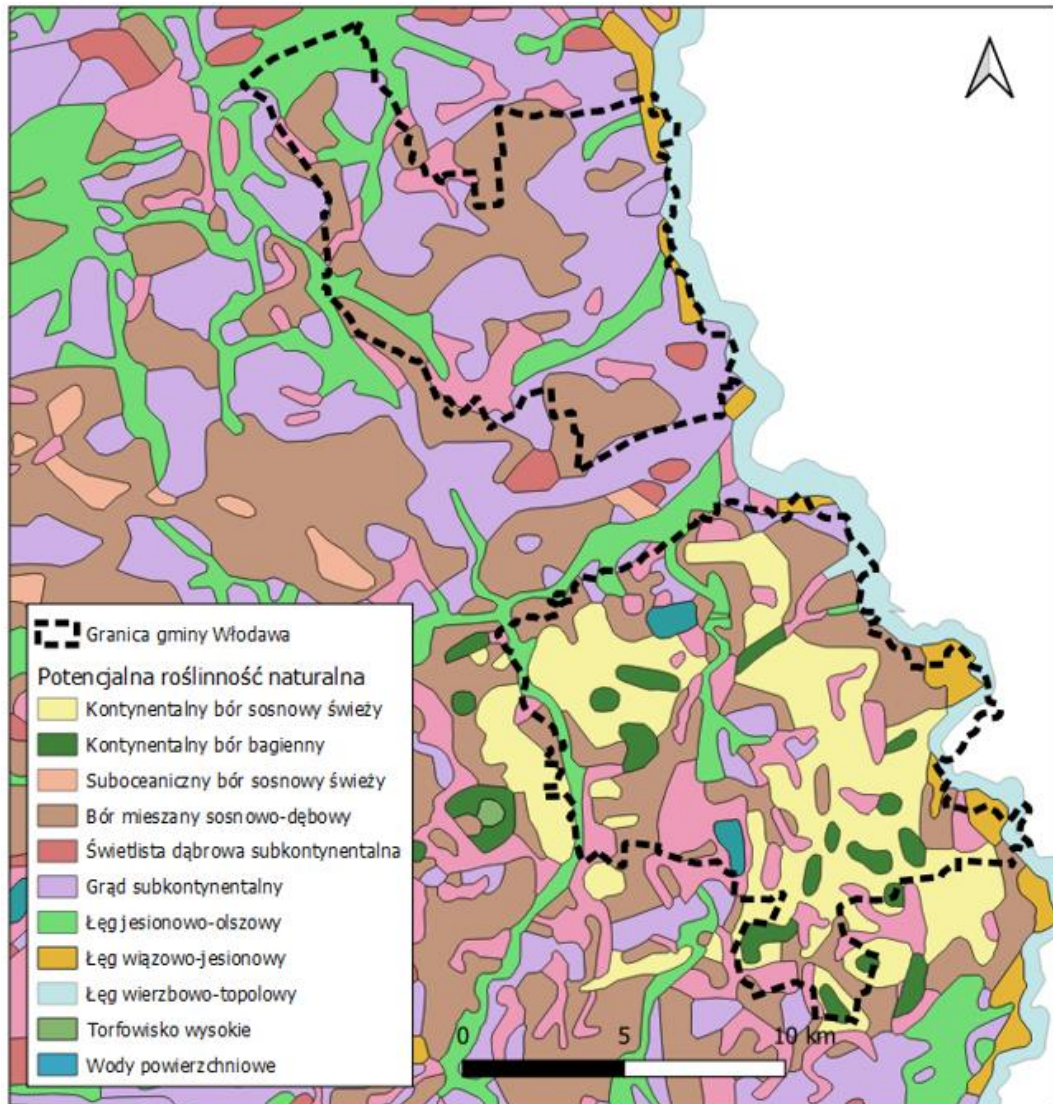 Granica gminy Włodawa
Potencjalna roślinność naturalna
Kontynentalny bór sosnowy świeży
Kontynentalny bór bagienny
Suboceaniczny bór sosnowy świeży
Bór mieszany sosnowo-dębowy
Świetlista dąbrowa subkontynentalna
Grąd subkontynentalny
Łęg jesionowo-olszowy
Łęg wiązowo-jesionowy
Łęg wierzbowo-topolowy
Torfowisko wysokie
Wody powierzchniowe
0 5 10 km